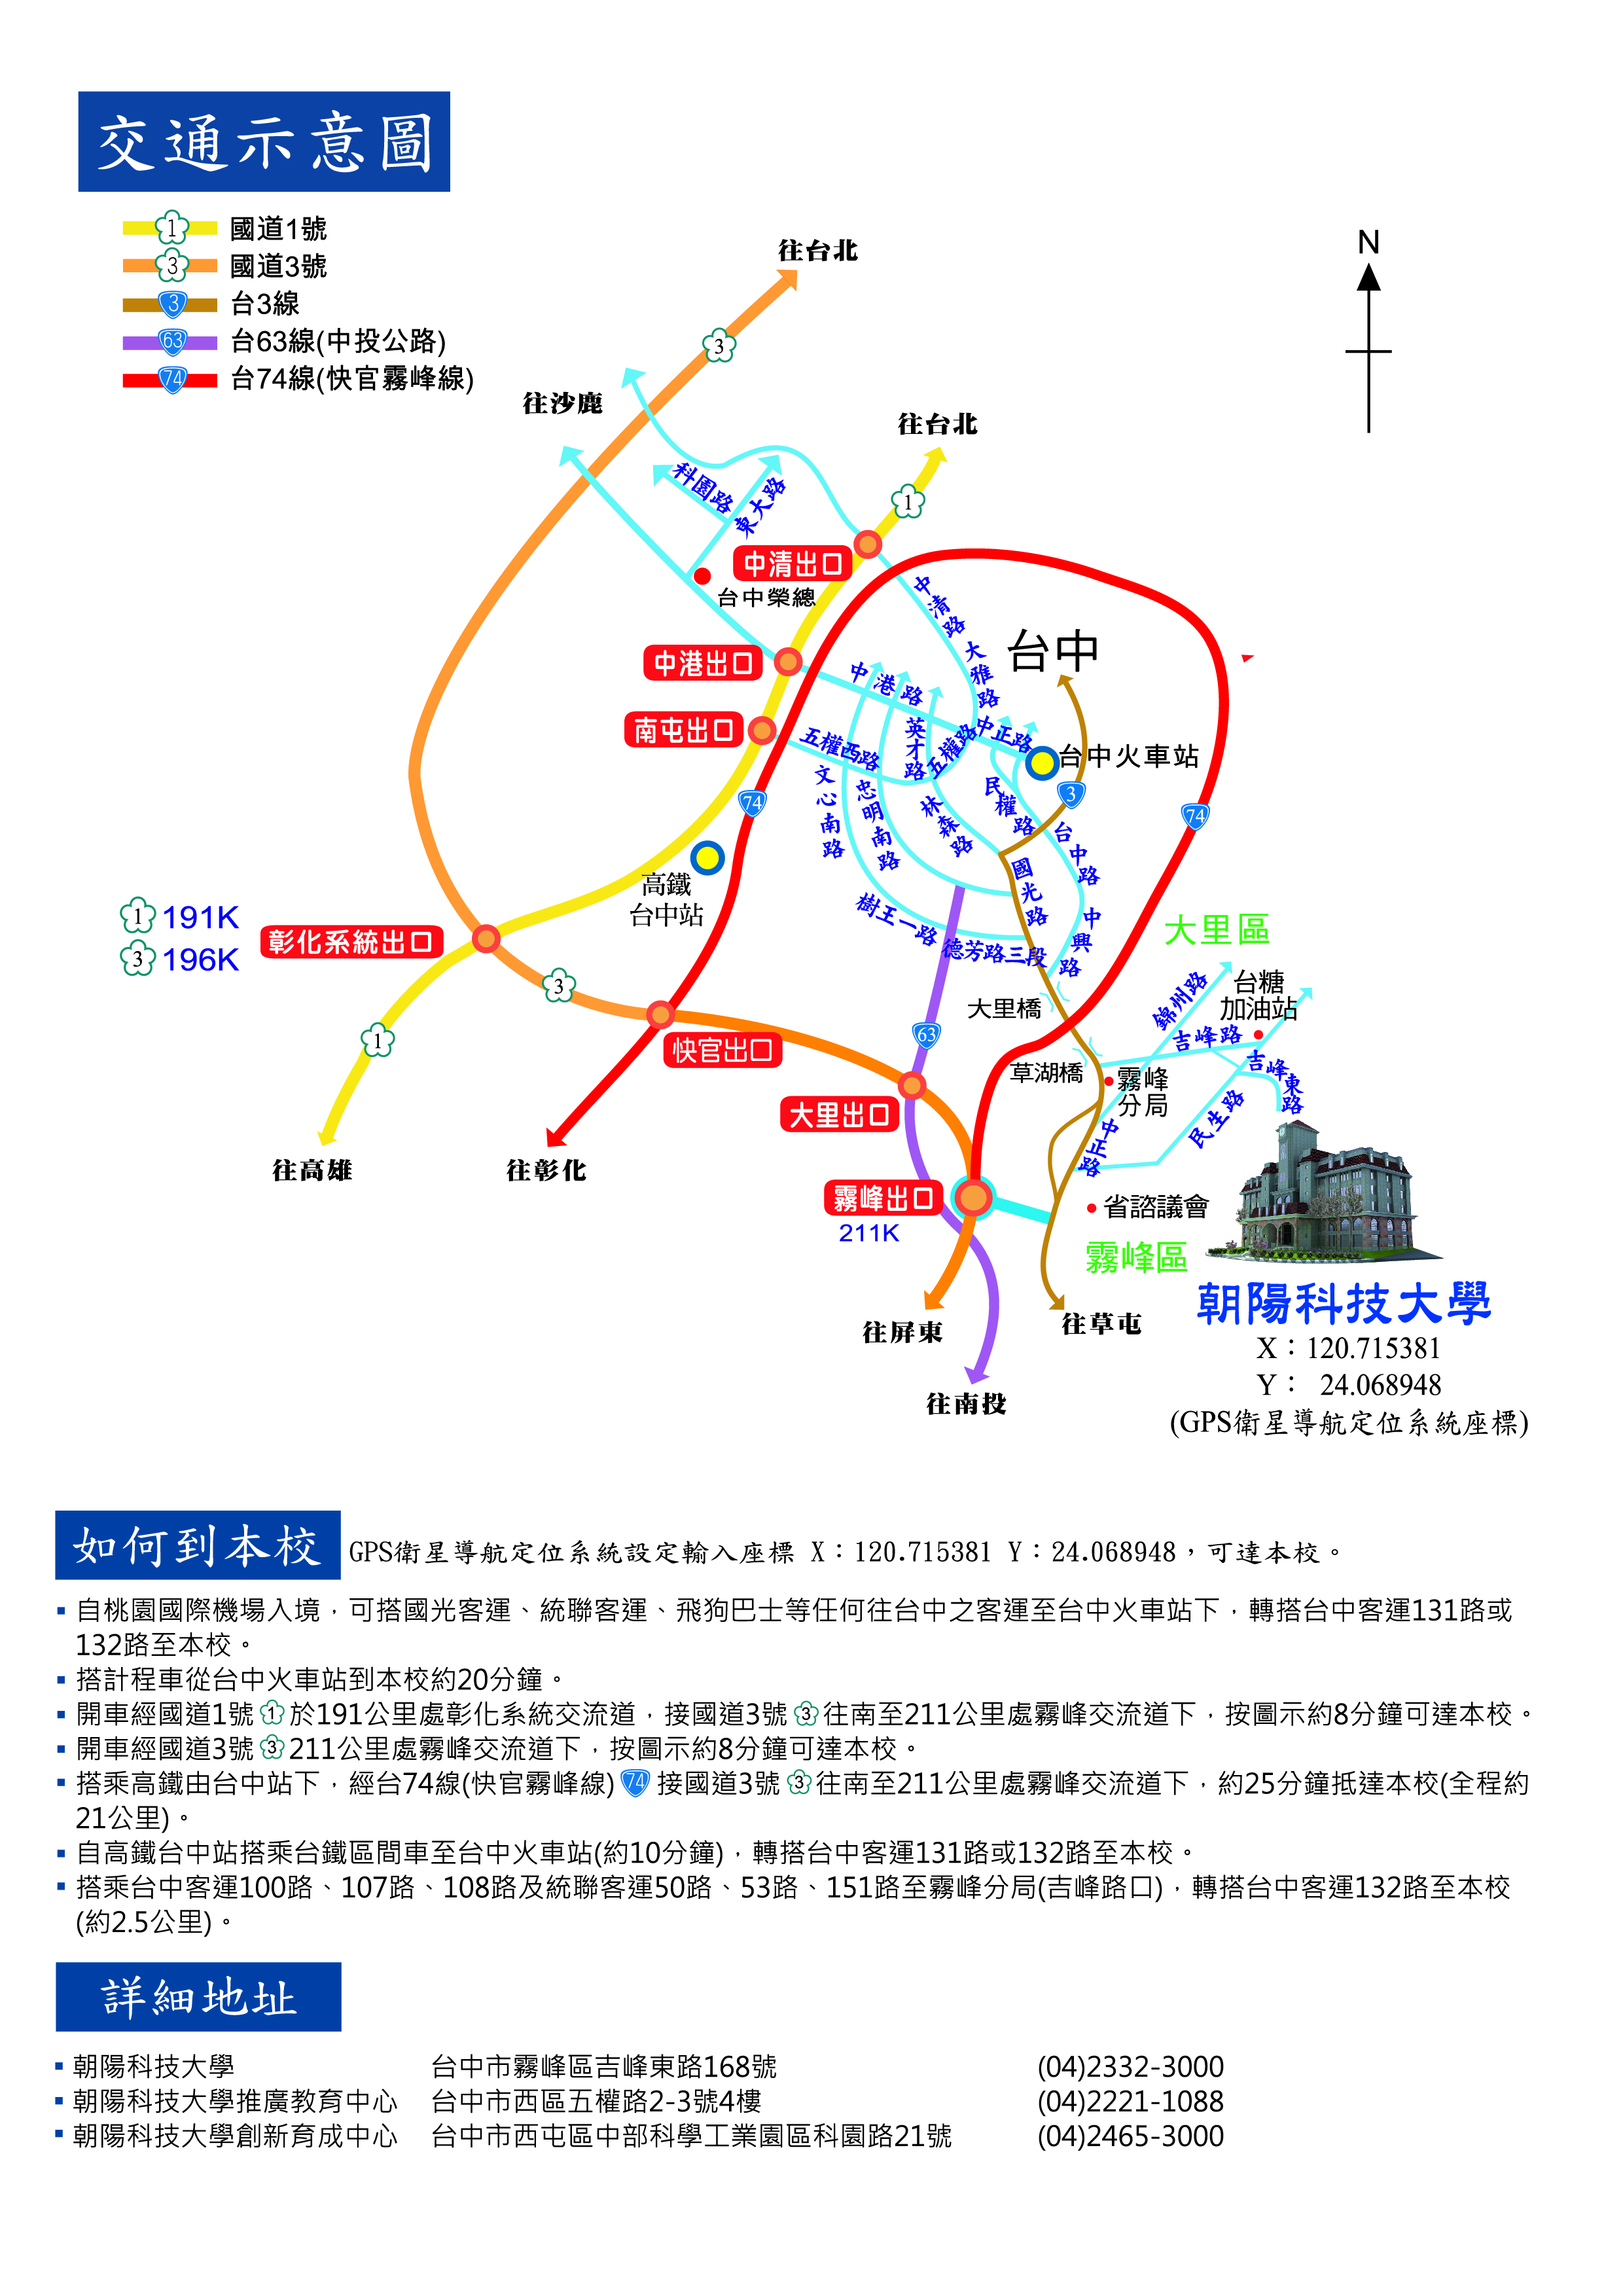 交通示意圖
1 國道1號
3 國道3號
3 台3線
63 台63線(中投公路)
74 台74線(快官霧峰線)
N
往台北
3
往沙鹿
往台北
1
科園路
東大路
中清出口
台中榮總
中清路
大雅路
台中
中港出口
中港路
南屯出口
五權西路
英才路
五權路
中正路
台中火車站
文心南路
忠明南路
林森路
民權路
3
74
74
台中路
高鐵
台中站
國光路
樹王一路
德芳路三段
中興路
大里區
1 191K
3 196K
彰化系統出口
3
1
大里橋
錦州路
台糖
加油站
吉峰路
吉峰東路
快官出口
63
草湖橋
霧峰
分局
大里出口
中正路
民生路
往高雄
往彰化
霧峰出口
211K
省諮議會
霧峰區
往屏東
往草屯
往南投
朝陽科技大學
X：120.715381
Y： 24.068948
(GPS衛星導航定位系統座標)
如何到本校 GPS衛星導航定位系統設定輸入座標 X：120.715381 Y：24.068948，可達本校。
▪ 自桃園國際機場入境，可搭國光客運、統聯客運、飛狗巴士等任何往台中之客運至台中火車站下，轉搭台中客運131路或
132路至本校。
▪ 搭計程車從台中火車站到本校約20分鐘。
▪ 開車經國道1號 1 於191公里處彰化系統交流道，接國道3號 3 往南至211公里處霧峰交流道下，按圖示約8分鐘可達本校。
▪ 開車經國道3號 3 211公里處霧峰交流道下，按圖示約8分鐘可達本校。
▪ 搭乘高鐵由台中站下，經台74線(快官霧峰線) 74 接國道3號 3 往南至211公里處霧峰交流道下，約25分鐘抵達本校(全程約
21公里)。
▪ 自高鐵台中站搭乘台鐵區間車至台中火車站(約10分鐘)，轉搭台中客運131路或132路至本校。
▪ 搭乘台中客運100路、107路、108路及統聯客運50路、53路、151路至霧峰分局(吉峰路口)，轉搭台中客運132路至本校
(約2.5公里)。
詳細地址
▪ 朝陽科技大學 台中市霧峰區吉峰東路168號 (04)2332-3000
▪ 朝陽科技大學推廣教育中心 台中市西區五權路2-3號4樓 (04)2221-1088
▪ 朝陽科技大學創新育成中心 台中市西屯區中部科學工業園區科園路21號 (04)2465-3000